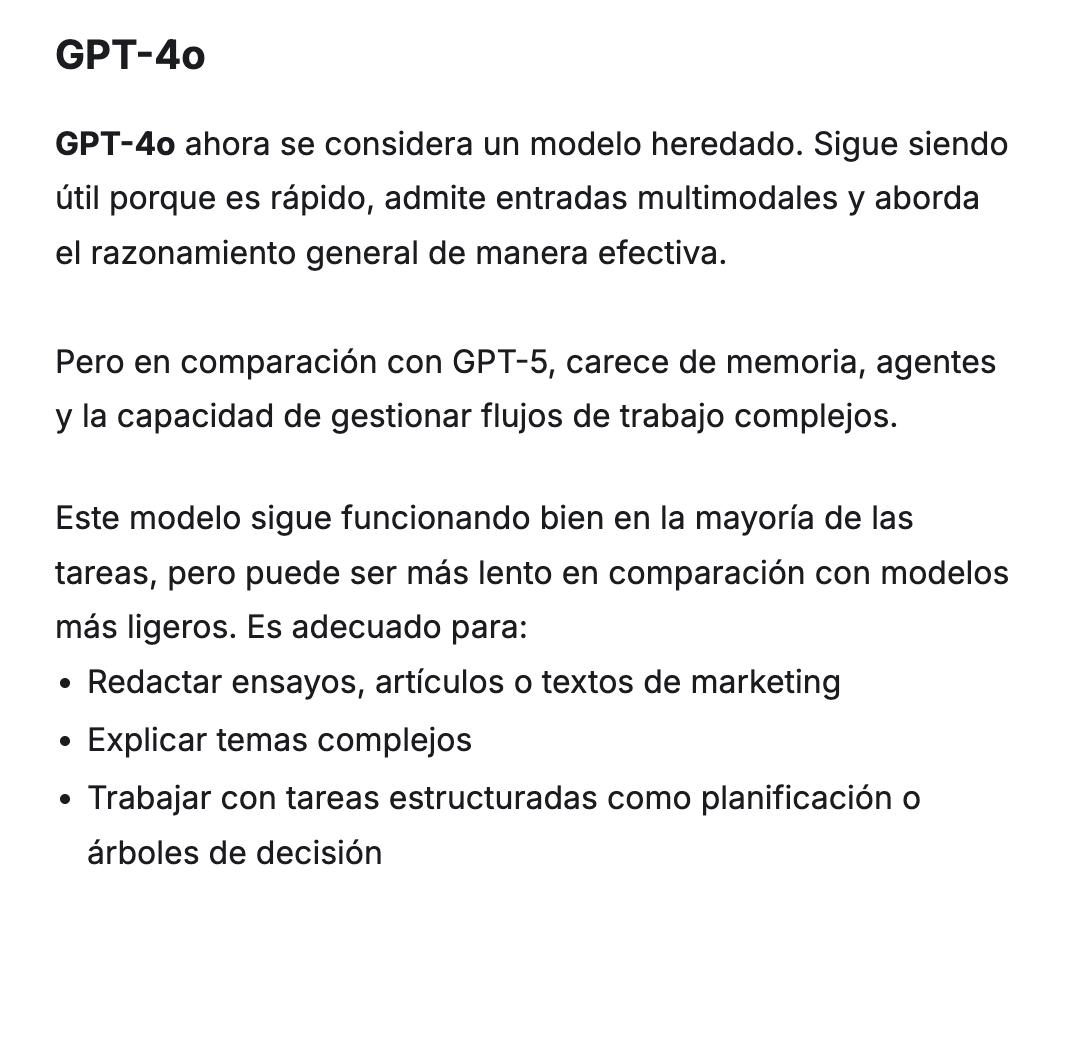 GPT-4o
GPT-4o ahora se considera un modelo heredado. Sigue siendo
útil porque es rápido, admite entradas multimodales y aborda
el razonamiento general de manera efectiva.
Pero en comparación con GPT-5, carece de memoria, agentes
y la capacidad de gestionar flujos de trabajo complejos.
Este modelo sigue funcionando bien en la mayoría de las
tareas, pero puede ser más lento en comparación con modelos
más ligeros. Es adecuado para:
• Redactar ensayos, artículos o textos de marketing
• Explicar temas complejos
• Trabajar con tareas estructuradas como planificación o
árboles de decisión